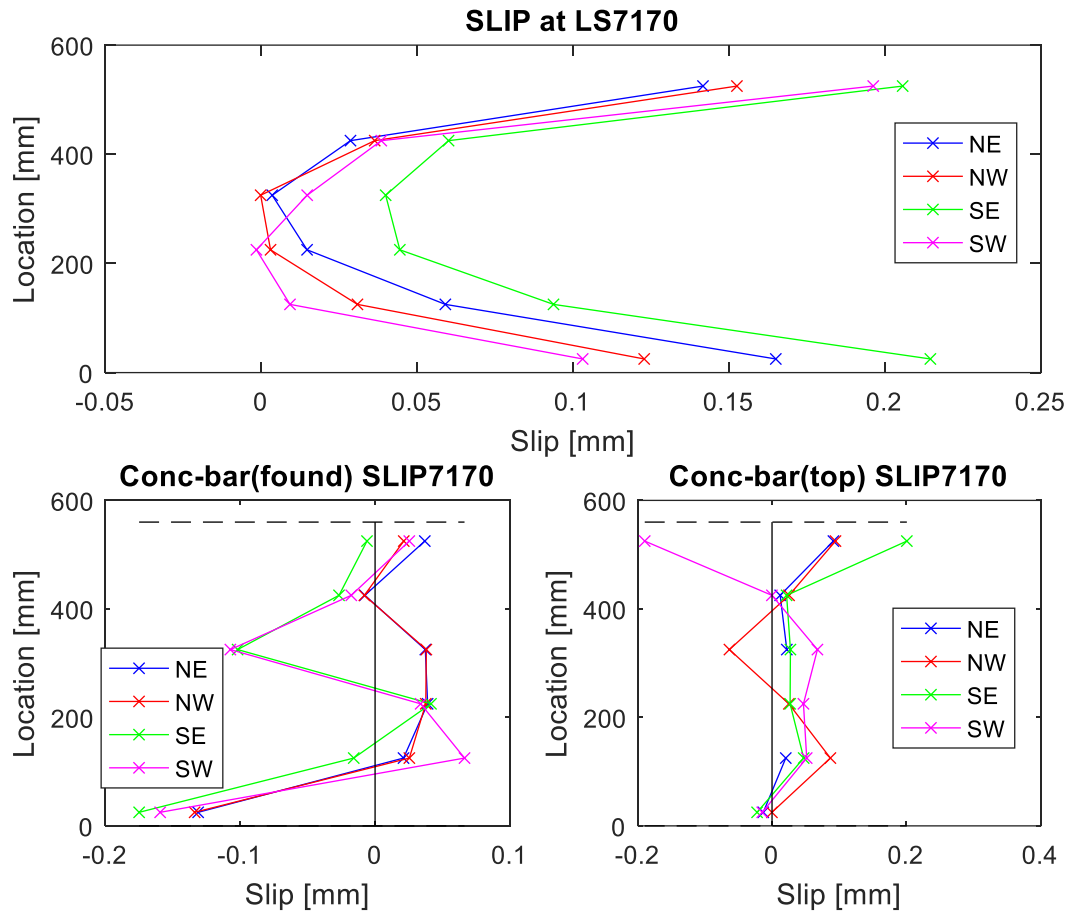 SLIP at LS7170
600
400
200
0
Location [mm]
-0.05 0 0.05 0.1 0.15 0.2 0.25
Slip [mm]
NE
NW
SE
SW
Conc-bar(found) SLIP7170
600
400
200
0
Location [mm]
-0.2 -0.1 0 0.1
Slip [mm]
NE
NW
SE
SW
Conc-bar(top) SLIP7170
600
400
200
0
Location [mm]
-0.2 0 0.2 0.4
Slip [mm]
NE
NW
SE
SW